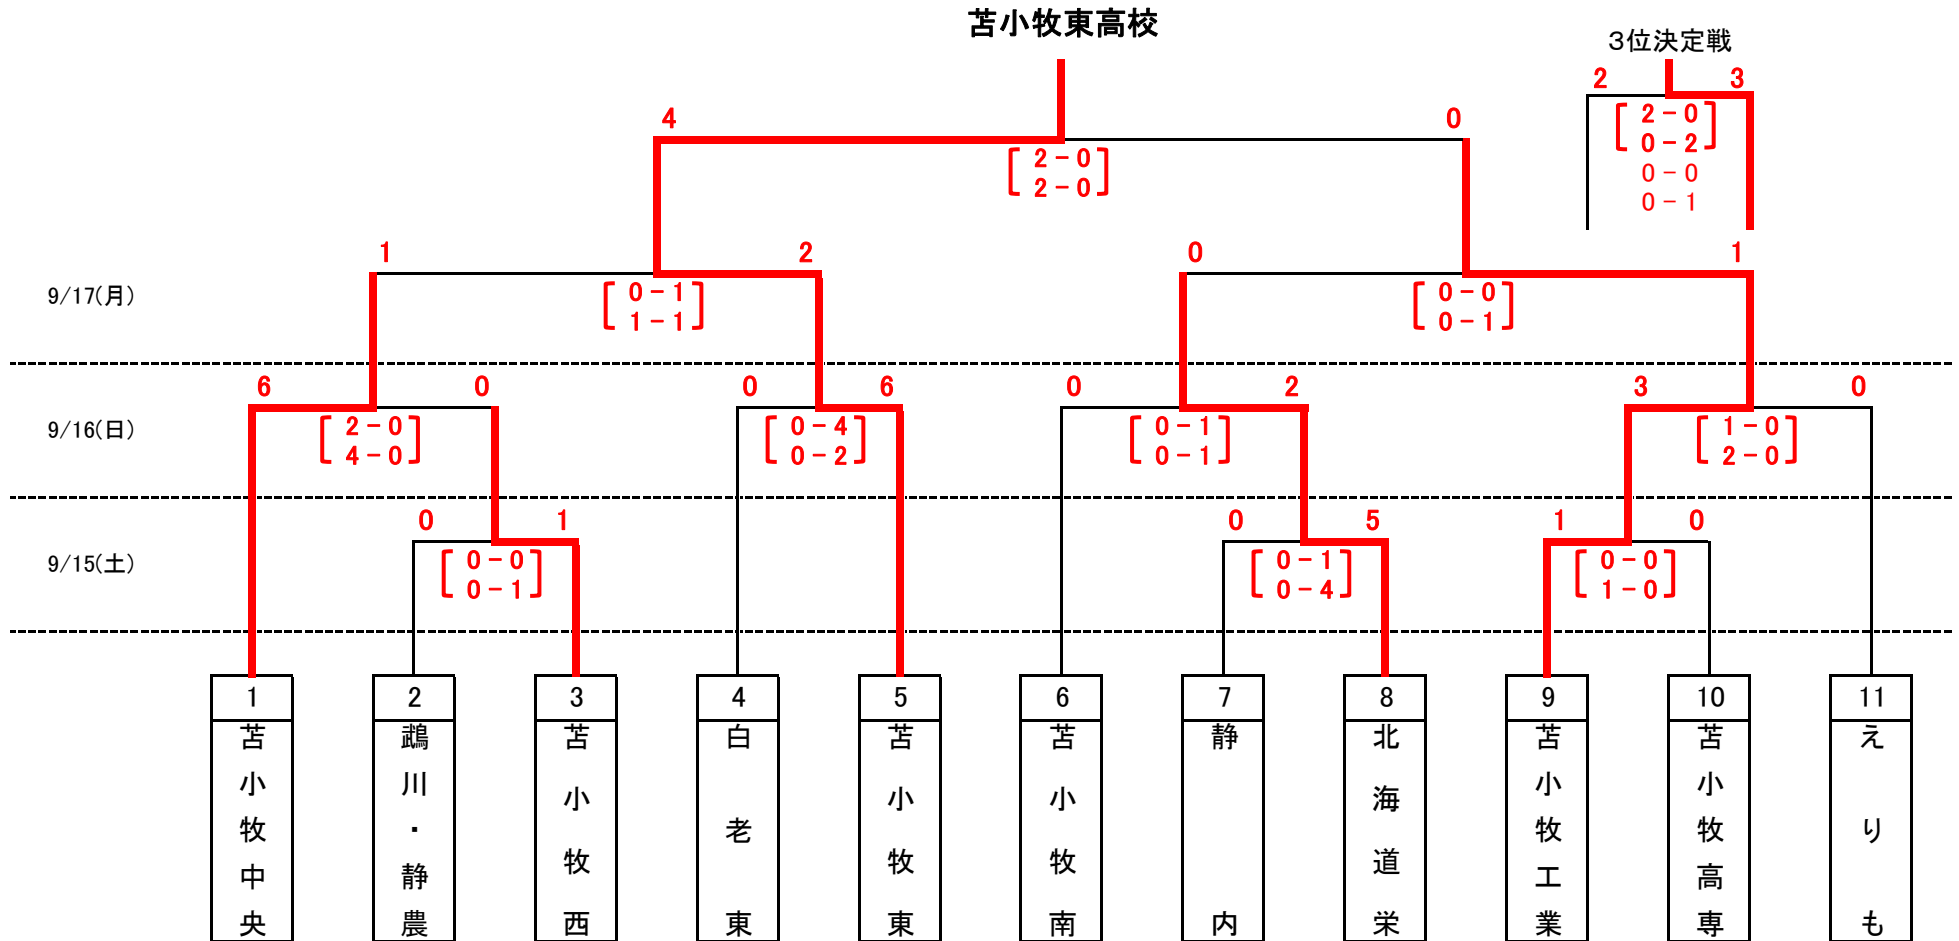 苫小牧東高校
3位決定戦
2 3
2-0
0-2
0-0
0-1
4 0
2-0
2-0
1 2 0 1
9/17(月)
0-1 0-0
1-1 0-1
6 0 0 6 0 2 3 0
9/16(日)
2-0 0-4 0-1 1-0
4-0 0-2 0-1 2-0
0 1 0 5 1 0
9/15(土)
0-0 0-1 0-0
0-1 0-4 1-0
1 2 3 4 5 6 7 8 9 10 11
苫小牧中央
鵡川・静農
苫小牧西
白老東
苫小牧東
苫小牧南
静内
北海道栄
苫小牧工業
苫小牧高専
えりも